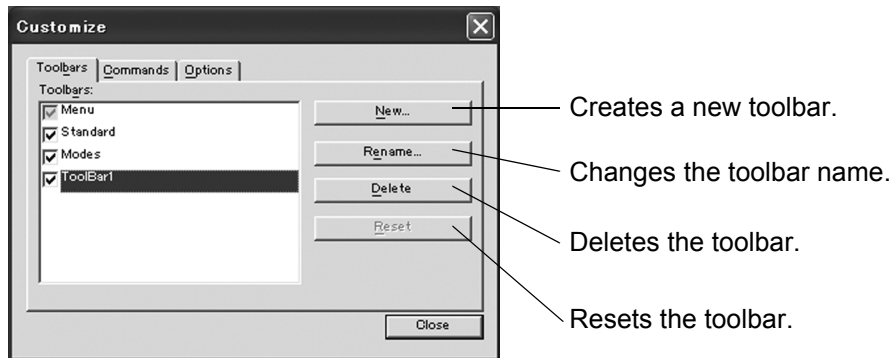 Customize
Toolbars Commands Options
Toolbars:
Menu
Standard
Modes
ToolBar1
New...
Rename...
Delete
Reset
Close
Creates a new toolbar.
Changes the toolbar name.
Deletes the toolbar.
Resets the toolbar.